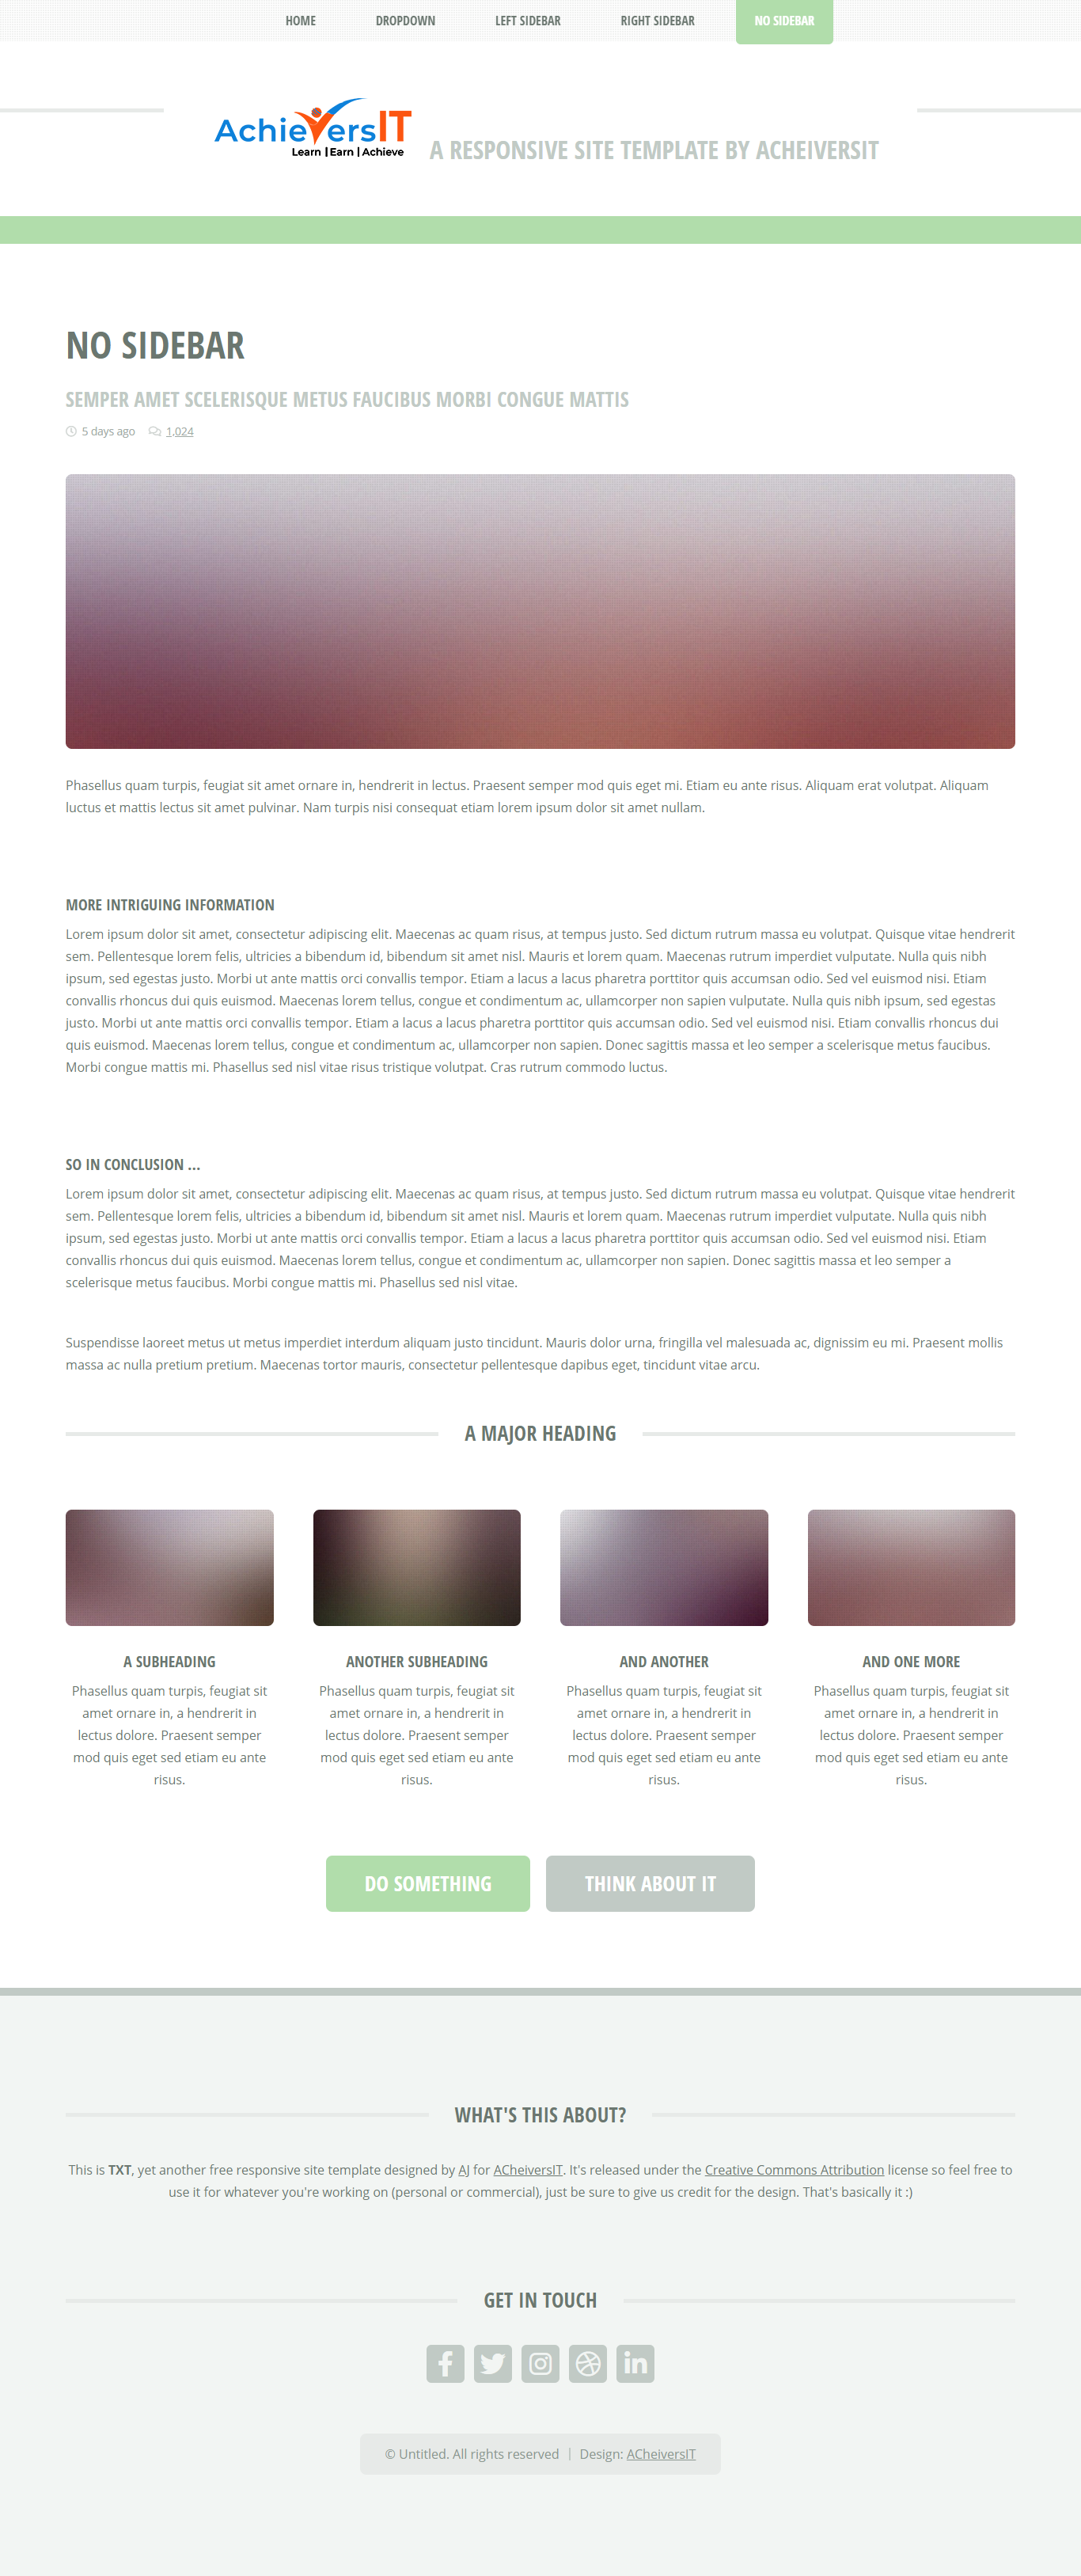 HOME DROPDOWN LEFT SIDEBAR RIGHT SIDEBAR NO SIDEBAR
AchieVersIT
Learn | Earn | Achieve
A RESPONSIVE SITE TEMPLATE BY ACHEIVERSIT
NO SIDEBAR
SEMPER AMET SCELERISQUE METUS FAUCIBUS MORBI CONGUE MATTIS
5 days ago 1,024
Phasellus quam turpis, feugiat sit amet ornare in, hendrerit in lectus. Praesent semper mod quis eget mi. Etiam eu ante risus. Aliquam erat volutpat. Aliquam
luctus et mattis lectus sit amet pulvinar. Nam turpis nisi consequat etiam lorem ipsum dolor sit amet nullam.
MORE INTRIGUING INFORMATION
Lorem ipsum dolor sit amet, consectetur adipiscing elit. Maecenas ac quam risus, at tempus justo. Sed dictum rutrum massa eu volutpat. Quisque vitae hendrerit
sem. Pellentesque lorem felis, ultricies a bibendum id, bibendum sit amet nisl. Mauris et lorem quam. Maecenas rutrum imperdiet vulputate. Nulla quis nibh
ipsum, sed egestas justo. Morbi ut ante mattis orci convallis tempor. Etiam a lacus a lacus pharetra porttitor quis accumsan odio. Sed vel euismod nisi. Etiam
convallis rhoncus dui quis euismod. Maecenas lorem tellus, congue et condimentum ac, ullamcorper non sapien vulputate. Nulla quis nibh ipsum, sed egestas
justo. Morbi ut ante mattis orci convallis tempor. Etiam a lacus a lacus pharetra porttitor quis accumsan odio. Sed vel euismod nisi. Etiam convallis rhoncus dui
quis euismod. Maecenas lorem tellus, congue et condimentum ac, ullamcorper non sapien. Donec sagittis massa et leo semper a scelerisque metus faucibus.
Morbi congue mattis mi. Phasellus sed nisl vitae risus tristique volutpat. Cras rutrum commodo luctus.
SO IN CONCLUSION ...
Lorem ipsum dolor sit amet, consectetur adipiscing elit. Maecenas ac quam risus, at tempus justo. Sed dictum rutrum massa eu volutpat. Quisque vitae hendrerit
sem. Pellentesque lorem felis, ultricies a bibendum id, bibendum sit amet nisl. Mauris et lorem quam. Maecenas rutrum imperdiet vulputate. Nulla quis nibh
ipsum, sed egestas justo. Morbi ut ante mattis orci convallis tempor. Etiam a lacus a lacus pharetra porttitor quis accumsan odio. Sed vel euismod nisi. Etiam
convallis rhoncus dui quis euismod. Maecenas lorem tellus, congue et condimentum ac, ullamcorper non sapien. Donec sagittis massa et leo semper a
scelerisque metus faucibus. Morbi congue mattis mi. Phasellus sed nisl vitae.
Suspendisse laoreet metus ut metus imperdiet interdum aliquam justo tincidunt. Mauris dolor urna, fringilla vel malesuada ac, dignissim eu mi. Praesent mollis
massa ac nulla pretium pretium. Maecenas tortor mauris, consectetur pellentesque dapibus eget, tincidunt vitae arcu.
A MAJOR HEADING
A SUBHEADING
Phasellus quam turpis, feugiat sit
amet ornare in, a hendrerit in
lectus dolore. Praesent semper
mod quis eget sed etiam eu ante
risus.
ANOTHER SUBHEADING
Phasellus quam turpis, feugiat sit
amet ornare in, a hendrerit in
lectus dolore. Praesent semper
mod quis eget sed etiam eu ante
risus.
AND ANOTHER
Phasellus quam turpis, feugiat sit
amet ornare in, a hendrerit in
lectus dolore. Praesent semper
mod quis eget sed etiam eu ante
risus.
AND ONE MORE
Phasellus quam turpis, feugiat sit
amet ornare in, a hendrerit in
lectus dolore. Praesent semper
mod quis eget sed etiam eu ante
risus.
DO SOMETHING THINK ABOUT IT
WHAT'S THIS ABOUT?
This is TXT, yet another free responsive site template designed by AJ for ACheiversIT. It's released under the Creative Commons Attribution license so feel free to
use it for whatever you're working on (personal or commercial), just be sure to give us credit for the design. That's basically it :)
GET IN TOUCH
© Untitled. All rights reserved | Design: ACheiversIT